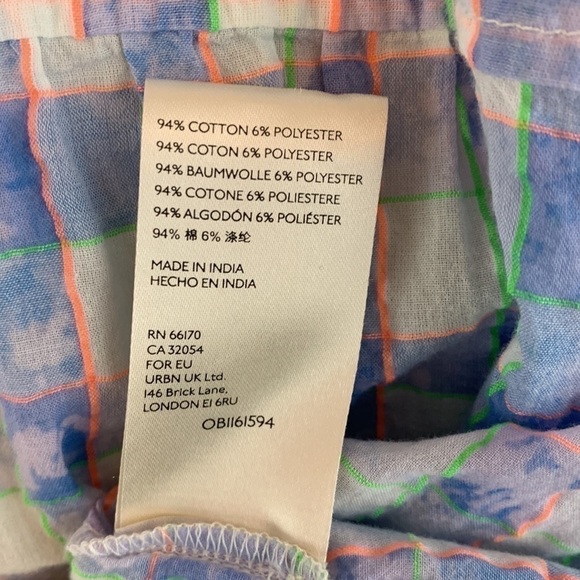 94% COTTON 6% POLYESTER
94% COTON 6% POLYESTER
94% BAUMWOLLE 6% POLYESTER
94% COTONE 6% POLIESTERE
94% ALGODÓN 6% POLIÉSTER
94% 棉 6% 涤纶
MADE IN INDIA
HECHO EN INDIA
RN 66170
CA 32054
FOR EU
URBN UK Ltd.
146 Brick Lane,
LONDON E1 6RU
OB1161594